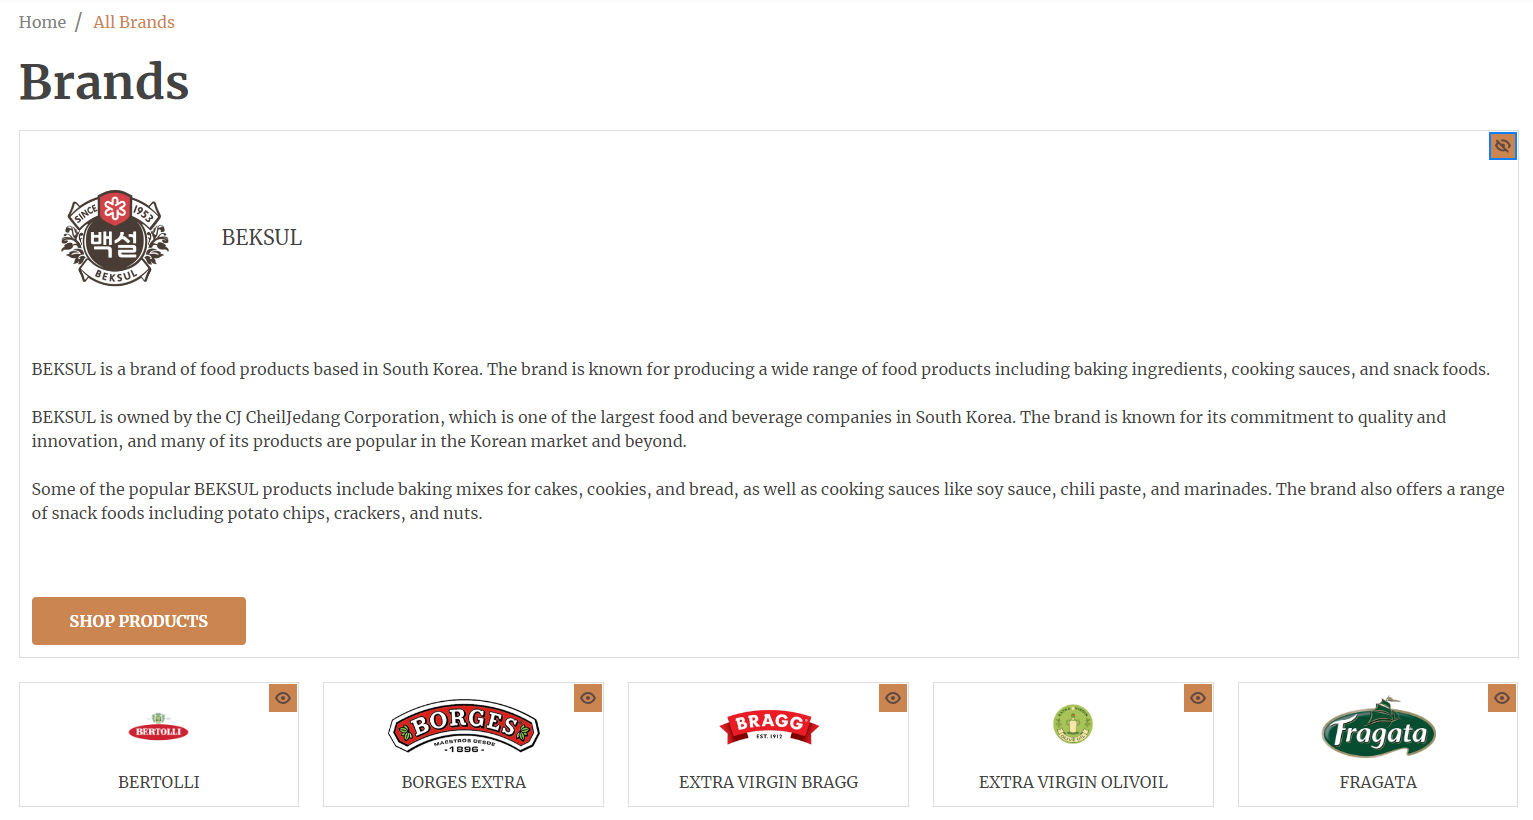 Home / All Brands
Brands
SINCE 1953
백설
BEKSUL
BEKSUL
BEKSUL is a brand of food products based in South Korea. The brand is known for producing a wide range of food products including baking ingredients, cooking sauces, and snack foods.
BEKSUL is owned by the CJ CheilJedang Corporation, which is one of the largest food and beverage companies in South Korea. The brand is known for its commitment to quality and
innovation, and many of its products are popular in the Korean market and beyond.
Some of the popular BEKSUL products include baking mixes for cakes, cookies, and bread, as well as cooking sauces like soy sauce, chili paste, and marinades. The brand also offers a range
of snack foods including potato chips, crackers, and nuts.
SHOP PRODUCTS
BERTOLLI
BERTOLLI
BORGES
MAESTROS DESDE
-1896-
BORGES EXTRA
BRAGG
EST. 1912
EXTRA VIRGIN BRAGG
EXTRA VIRGIN OLIVOIL
Fragata
FRAGATA